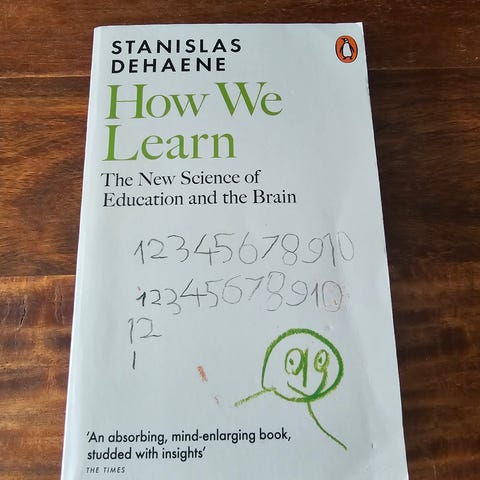 STANISLAS
DEHAENE
How We
Learn
The New Science of
Education and the Brain
12345678910
12345678910
12
1
'An absorbing, mind-enlarging book,
studded with insights'
THE TIMES